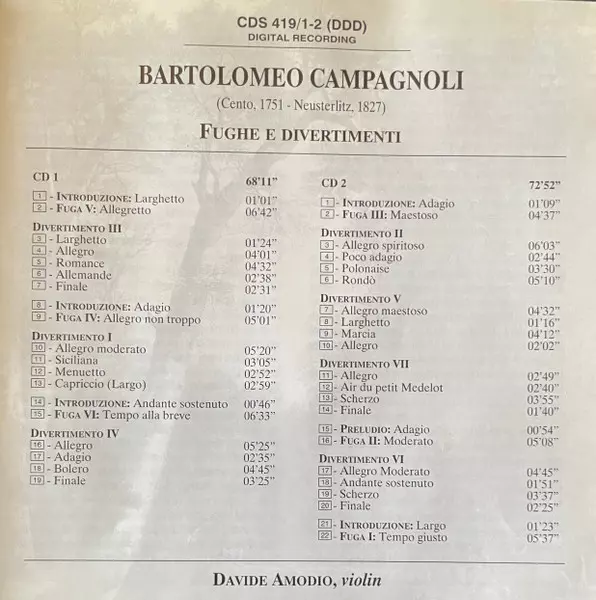 CDS 419/1-2 (DDD)
DIGITAL RECORDING
BARTOLOMEO CAMPAGNOLI
(Cento, 1751 - Neusterlitz, 1827)
FUGHE E DIVERTIMENTI
CD 1 68'11"
1 - INTRODUZIONE: Larghetto 01'01"
2 - FUGA V: Allegretto 06'42"
DIVERTIMENTO III
3 - Larghetto 01'24"
4 - Allegro 04'01"
5 - Romance 04'32"
6 - Allemande 02'38"
7 - Finale 02'31"
8 - INTRODUZIONE: Adagio 01'20"
9 - FUGA IV: Allegro non troppo 05'01"
DIVERTIMENTO I
10 - Allegro moderato 05'20"
11 - Siciliana 03'05"
12 - Menuetto 02'52"
13 - Capriccio (Largo) 02'59"
14 - INTRODUZIONE: Andante sostenuto 00'46"
15 - FUGA VI: Tempo alla breve 06'33"
DIVERTIMENTO IV
16 - Allegro 05'25"
17 - Adagio 02'35"
18 - Bolero 04'45"
19 - Finale 03'25"
CD 2 72'52"
1 - INTRODUZIONE: Adagio 01'09"
2 - FUGA III: Maestoso 04'37"
DIVERTIMENTO II
3 - Allegro spiritoso 06'03"
4 - Poco adagio 02'44"
5 - Polonaise 03'30"
6 - Rondò 05'10"
DIVERTIMENTO V
7 - Allegro maestoso 04'32"
8 - Larghetto 01'16"
9 - Marcia 04'12"
10 - Allegro 02'02"
DIVERTIMENTO VII
11 - Allegro 02'49"
12 - Air du petit Medelot 02'40"
13 - Scherzo 03'55"
14 - Finale 01'40"
15 - PRELUDIO: Adagio 00'54"
16 - FUGA II: Moderato 05'08"
DIVERTIMENTO VI
17 - Allegro Moderato 04'45"
18 - Andante sostenuto 01'51"
19 - Scherzo 03'37"
20 - Finale 02'25"
21 - INTRODUZIONE: Largo 01'23"
22 - FUGA I: Tempo giusto 05'37"
DAVIDE AMODIO, violin